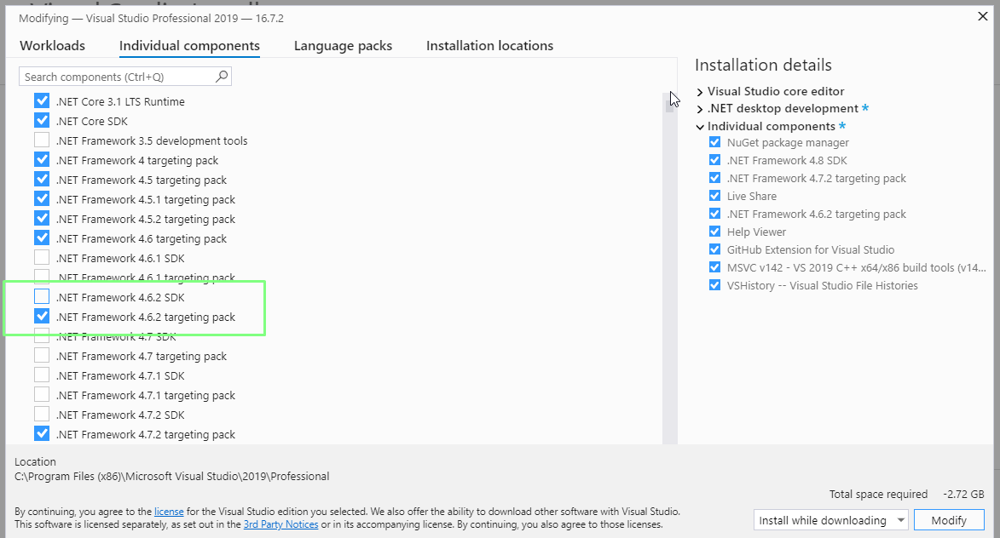 Modifying — Visual Studio Professional 2019 — 16.7.2
Workloads
Individual components
Language packs
Installation locations
Search components (Ctrl+Q)
.NET Core 3.1 LTS Runtime
.NET Core SDK
.NET Framework 3.5 development tools
.NET Framework 4 targeting pack
.NET Framework 4.5 targeting pack
.NET Framework 4.5.1 targeting pack
.NET Framework 4.5.2 targeting pack
.NET Framework 4.6 targeting pack
.NET Framework 4.6.1 SDK
.NET Framework 4.6.1 targeting pack
.NET Framework 4.6.2 SDK
.NET Framework 4.6.2 targeting pack
.NET Framework 4.7 SDK
.NET Framework 4.7 targeting pack
.NET Framework 4.7.1 SDK
.NET Framework 4.7.1 targeting pack
.NET Framework 4.7.2 SDK
.NET Framework 4.7.2 targeting pack
Installation details
Visual Studio core editor
.NET desktop development *
Individual components *
NuGet package manager
.NET Framework 4.8 SDK
.NET Framework 4.7.2 targeting pack
Live Share
.NET Framework 4.6.2 targeting pack
Help Viewer
GitHub Extension for Visual Studio
MSVC v142 - VS 2019 C++ x64/x86 build tools (v14...
VSHistory -- Visual Studio File Histories
Location
C:\Program Files (x86)\Microsoft Visual Studio\2019\Professional
Total space required -2.72 GB
By continuing, you agree to the license for the Visual Studio edition you selected. We also offer the ability to download other software with Visual Studio.
This software is licensed separately, as set out in the 3rd Party Notices or in its accompanying license. By continuing, you also agree to those licenses.
Install while downloading
Modify